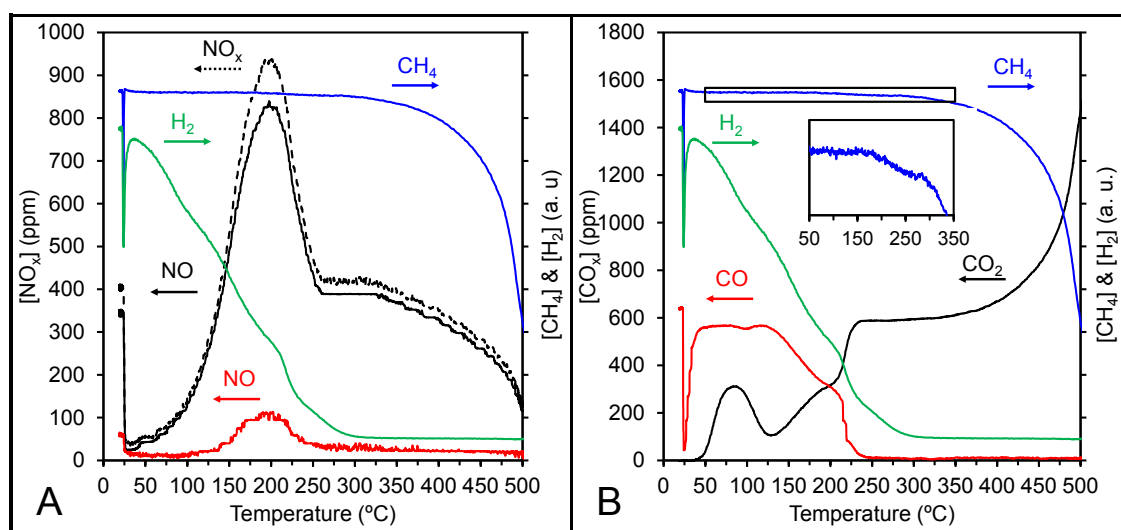 1000
900
800
700
600
500
400
300
200
100
0
[NOₓ] (ppm)
NOₓ
CH₄
H₂
NO
NO
[CH₄] & [H₂] (a. u)
0 50 100 150 200 250 300 350 400 450 500
Temperature (ºC)
A
1800
1600
1400
1200
1000
800
600
400
200
0
[COₓ] (ppm)
CH₄
H₂
50 150 250 350
CO₂
CO
[CH₄] & [H₂] (a. u.)
0 50 100 150 200 250 300 350 400 450 500
Temperature (ºC)
B